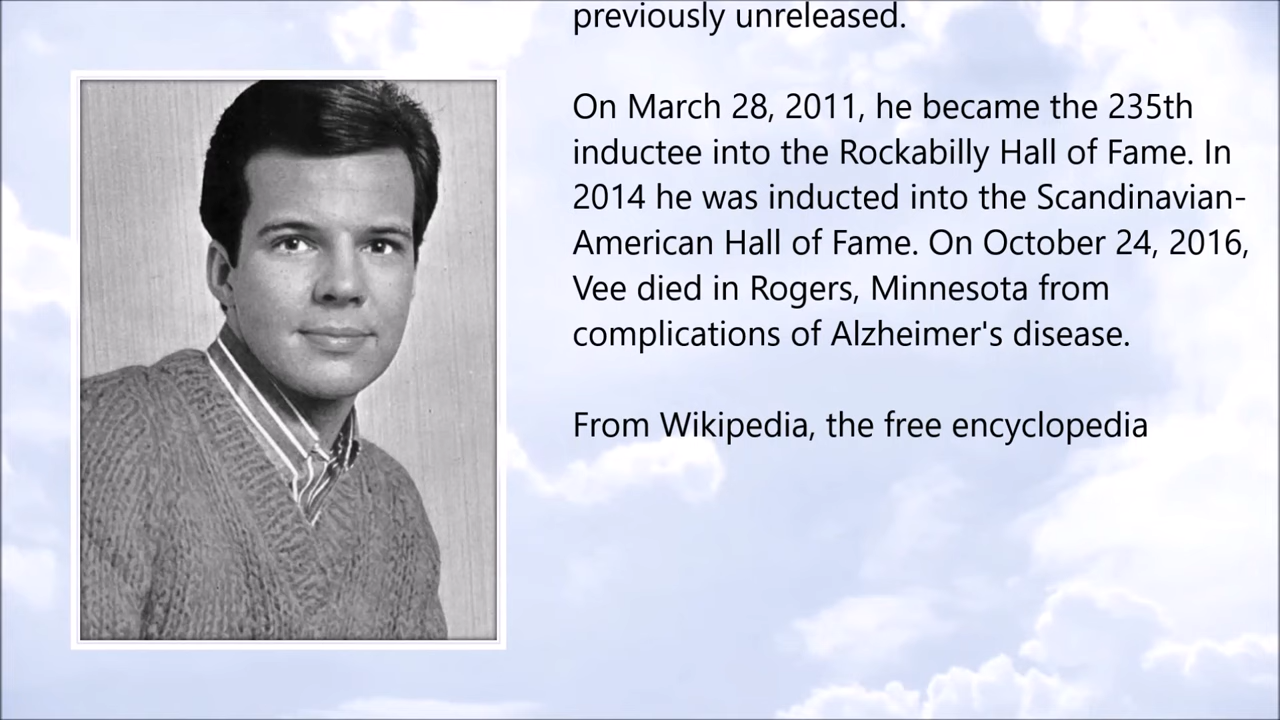 previously unreleased.
On March 28, 2011, he became the 235th
inductee into the Rockabilly Hall of Fame. In
2014 he was inducted into the Scandinavian-
American Hall of Fame. On October 24, 2016,
Vee died in Rogers, Minnesota from
complications of Alzheimer's disease.
From Wikipedia, the free encyclopedia